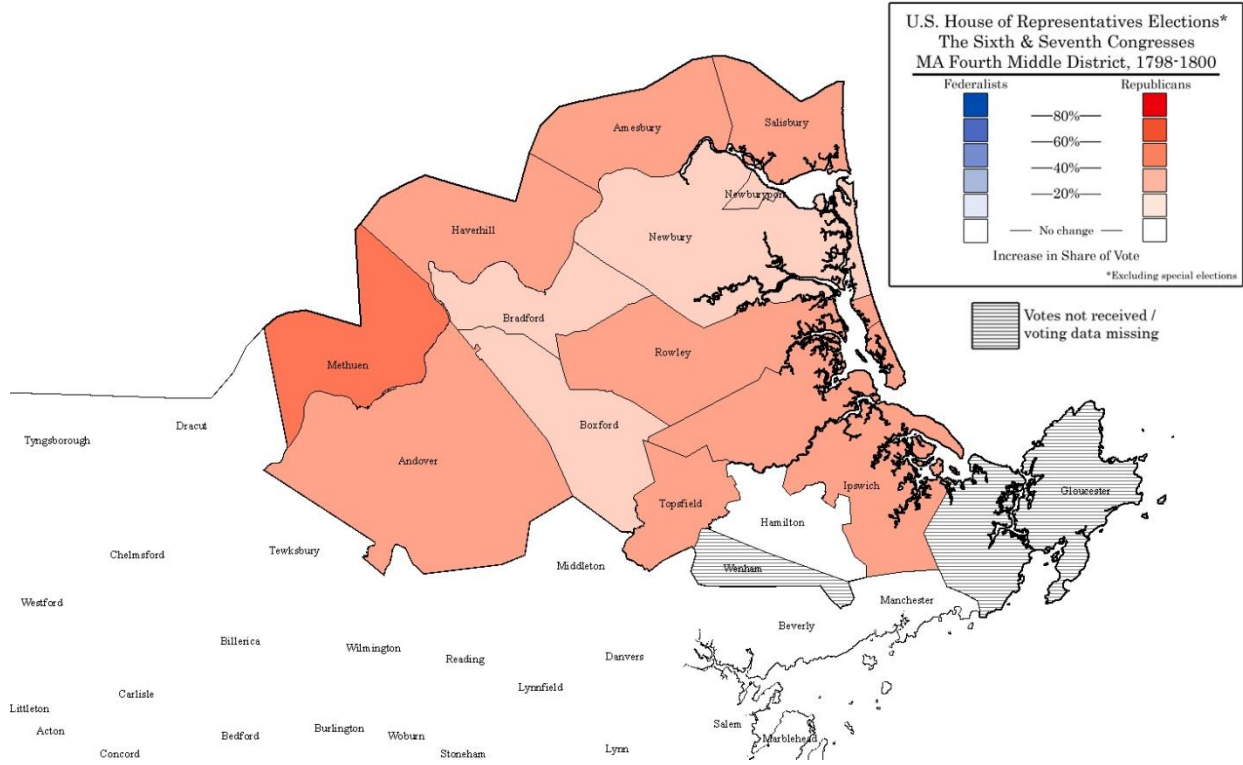 U.S. House of Representatives Elections*
The Sixth & Seventh Congresses
MA Fourth Middle District, 1798-1800
Federalists
Republicans
80%
60%
40%
20%
No change
Increase in Share of Vote
*Excluding special elections
Votes not received /
voting data missing
Amesbury
Salisbury
Newburyport
Haverhill
Newbury
Bradford
Rowley
Methuen
Boxford
Dracut
Tyngsborough
Andover
Topsfield
Ipswich
Gloucester
Hamilton
Chelmsford
Tewksbury
Middleton
Wenham
Westford
Manchester
Beverly
Billerica
Wilmington
Reading
Danvers
Carlisle
Lynnfield
Littleton
Acton
Bedford
Burlington
Woburn
Salem
Marblehead
Concord
Stoneham
Lynn